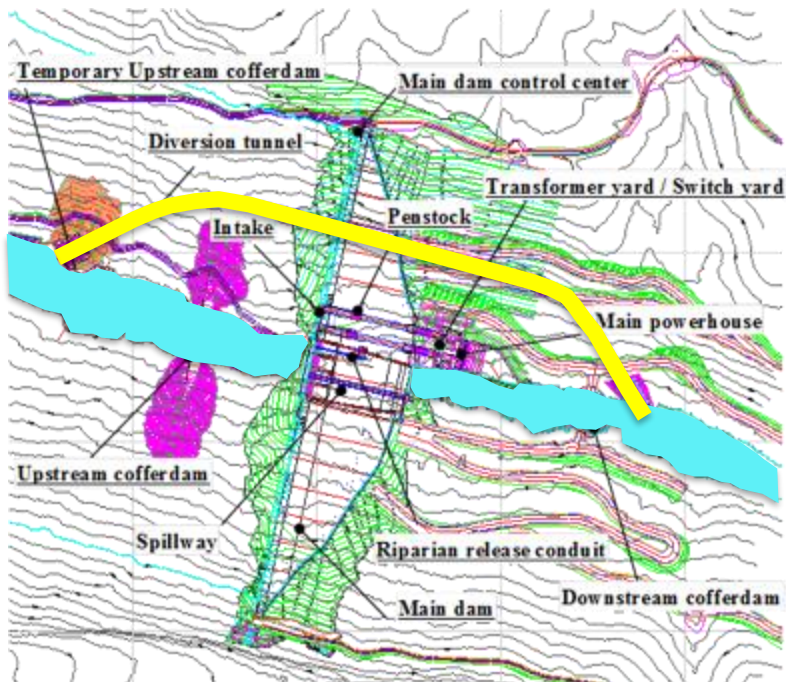 Temporary Upstream cofferdam
Main dam control center
Diversion tunnel
Transformer yard / Switch yard
Penstock
Intake
Main powerhouse
Upstream cofferdam
Spillway
Riparian release conduit
Main dam
Downstream cofferdam